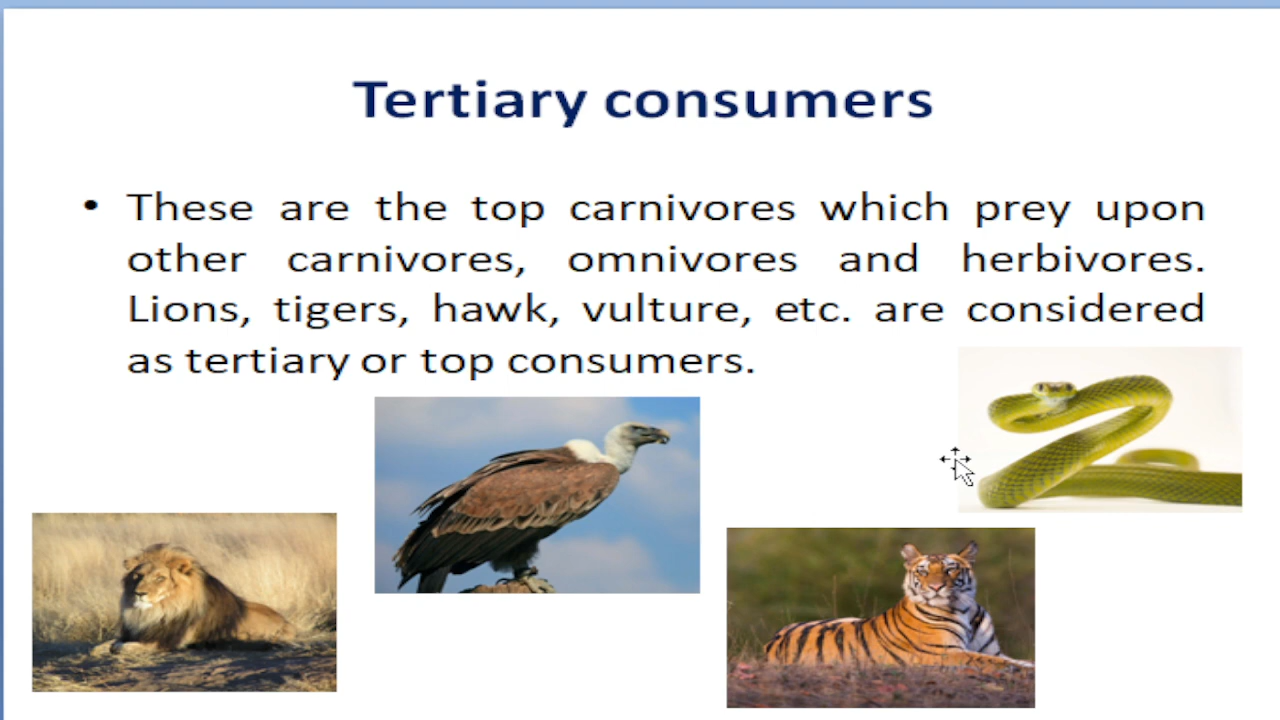 Tertiary consumers
• These are the top carnivores which prey upon
other carnivores, omnivores and herbivores.
Lions, tigers, hawk, vulture, etc. are considered
as tertiary or top consumers.